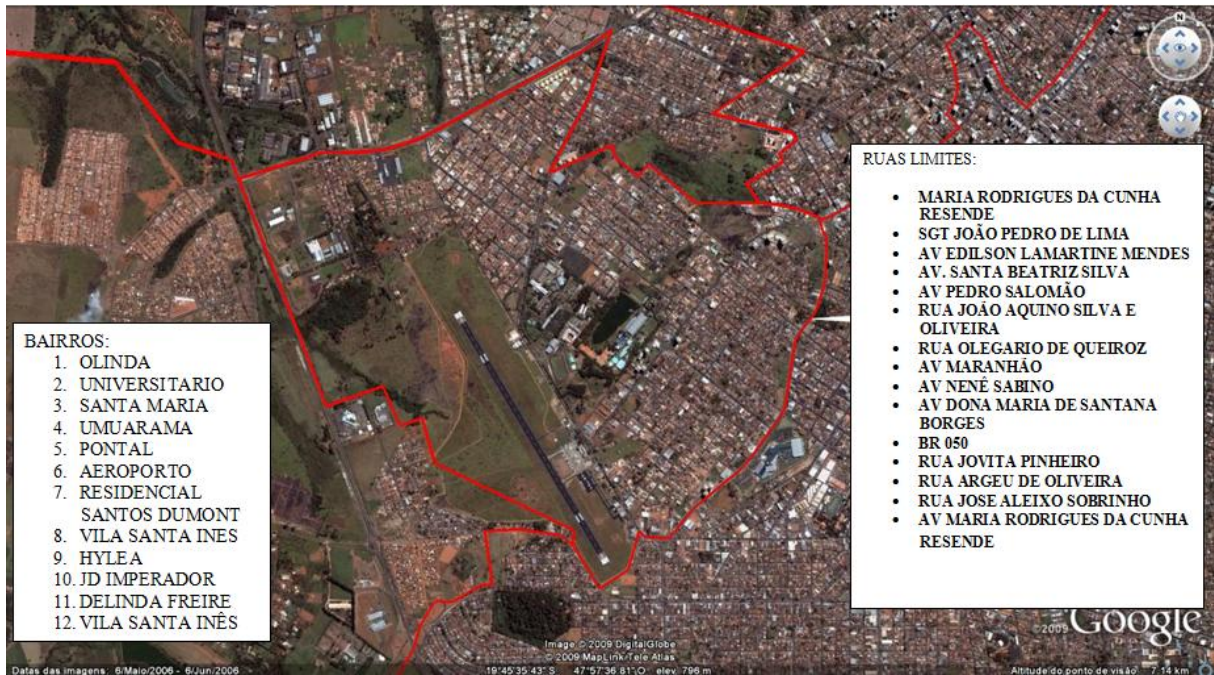 N
RUAS LIMITES:
• MARIA RODRIGUES DA CUNHA
RESENDE
• SGT JOÃO PEDRO DE LIMA
• AV EDILSON LAMARTINE MENDES
• AV. SANTA BEATRIZ SILVA
• AV PEDRO SALOMÃO
• RUA JOÃO AQUINO SILVA E
OLIVEIRA
• RUA OLEGARIO DE QUEIROZ
• AV MARANHÃO
• AV NENÊ SABINO
• AV DONA MARIA DE SANTANA
BORGES
• BR 050
• RUA JOVITA PINHEIRO
• RUA ARGEU DE OLIVEIRA
• RUA JOSE ALEIXO SOBRINHO
• AV MARIA RODRIGUES DA CUNHA
RESENDE
BAIRROS:
1. OLINDA
2. UNIVERSITARIO
3. SANTA MARIA
4. UMUARAMA
5. PONTAL
6. AEROPORTO
7. RESIDENCIAL
SANTOS DUMONT
8. VILA SANTA INES
9. HYLEA
10. JD IMPERADOR
11. DELINDA FREIRE
12. VILA SANTA INÊS
©2009 Google
Image © 2009 DigitalGlobe
© 2009 MapLink/Tele Atlas
Datas das imagens: 6/Maio/2006 - 6/Jun/2006
19°45'35.43" S 47°57'36.81" O elev 796 m
Altitude do ponto de visão 7.14 km